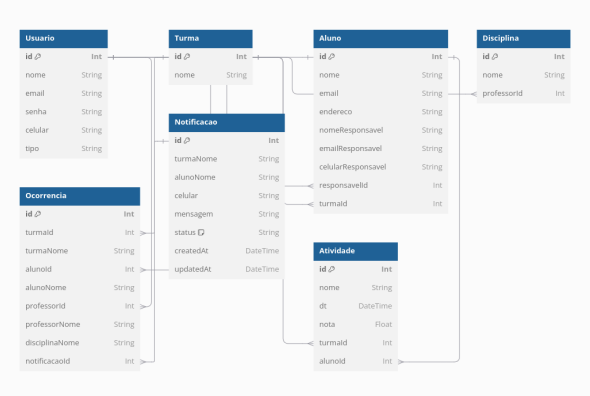 Usuario
id Int
nome String
email String
senha String
celular String
tipo String
Turma
id Int
nome String
Aluno
id Int
nome String
email String
endereco String
nomeResponsavel String
emailResponsavel String
celularResponsavel String
responsavelId Int
turmaId Int
Disciplina
id Int
nome String
professorId Int
Notificacao
id Int
turmaNome String
alunoNome String
celular String
mensagem String
status String
createdAt DateTime
updatedAt DateTime
Ocorrencia
id Int
turmaId Int
turmaNome String
alunoId Int
alunoNome String
professorId Int
professorNome String
disciplinaNome String
notificacaoId Int
Atividade
id Int
nome String
dt DateTime
nota Float
turmaId Int
alunoId Int